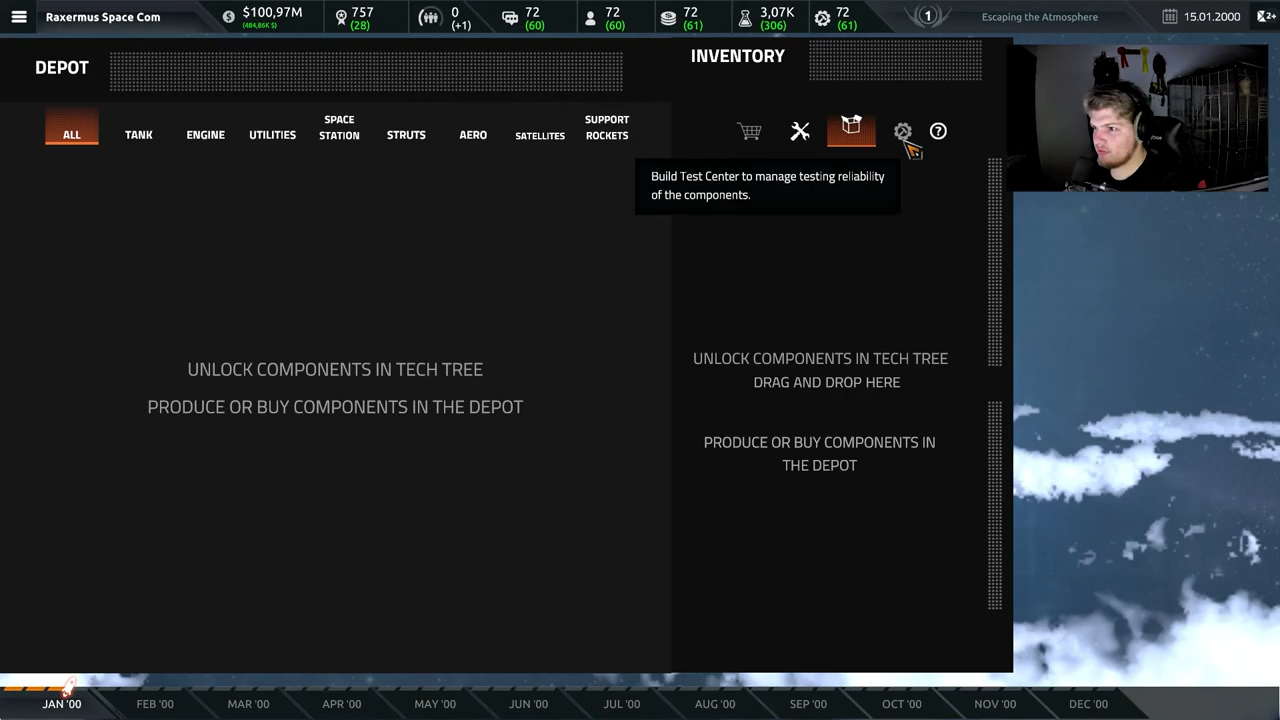 Raxermus Space Com
$100,97M
(484,86K $)
757
(28)
0
(+1)
72
(60)
72
(60)
72
(61)
3,07K
(306)
72
(61)
1
Escaping the Atmosphere
15.01.2000
2+
DEPOT
INVENTORY
ALL
TANK
ENGINE
UTILITIES
SPACE
STATION
STRUTS
AERO
SATELLITES
SUPPORT
ROCKETS
?
Build Test Center to manage testing reliability
of the components.
UNLOCK COMPONENTS IN TECH TREE
PRODUCE OR BUY COMPONENTS IN THE DEPOT
UNLOCK COMPONENTS IN TECH TREE
DRAG AND DROP HERE
PRODUCE OR BUY COMPONENTS IN
THE DEPOT
JAN '00
FEB '00
MAR '00
APR '00
MAY '00
JUN '00
JUL '00
AUG '00
SEP '00
OCT '00
NOV '00
DEC '00